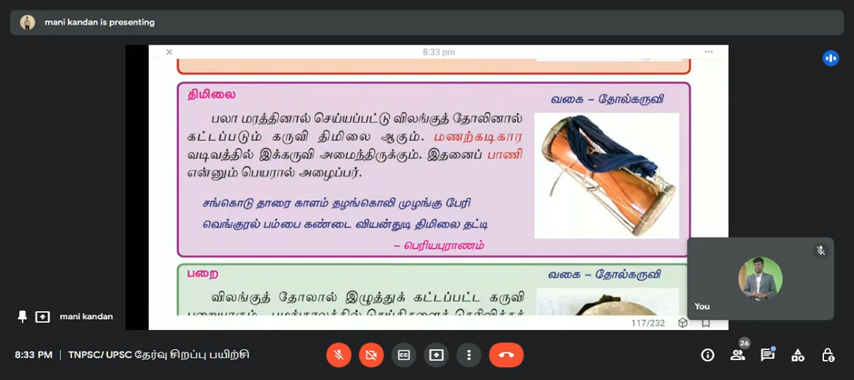 mani kandan is presenting
8:33 pm
திமிலை
வகை – தோல்கருவி
பலா மரத்தினால் செய்யப்பட்டு விலங்குத் தோலினால்
கட்டப்படும் கருவி திமிலை ஆகும். மணற்கடிகார
வடிவத்தில் இக்கருவி அமைந்திருக்கும். இதனைப் பாணி
என்னும் பெயரால் அழைப்பர்.
சங்கொடு தாரை காளம் தழங்கொலி முழங்கு பேரி
வெங்குரல் பம்பை கண்டை வியன்துடி திமிலை தட்டி
– பெரியபுராணம்
பறை
வகை – தோல்கருவி
விலங்குத் தோலால் இழுத்துக் கட்டப்பட்ட கருவி
You
117/232
mani kandan
8:33 PM | TNPSC/ UPSC தேர்வு சிறப்பு பயிற்சி
26